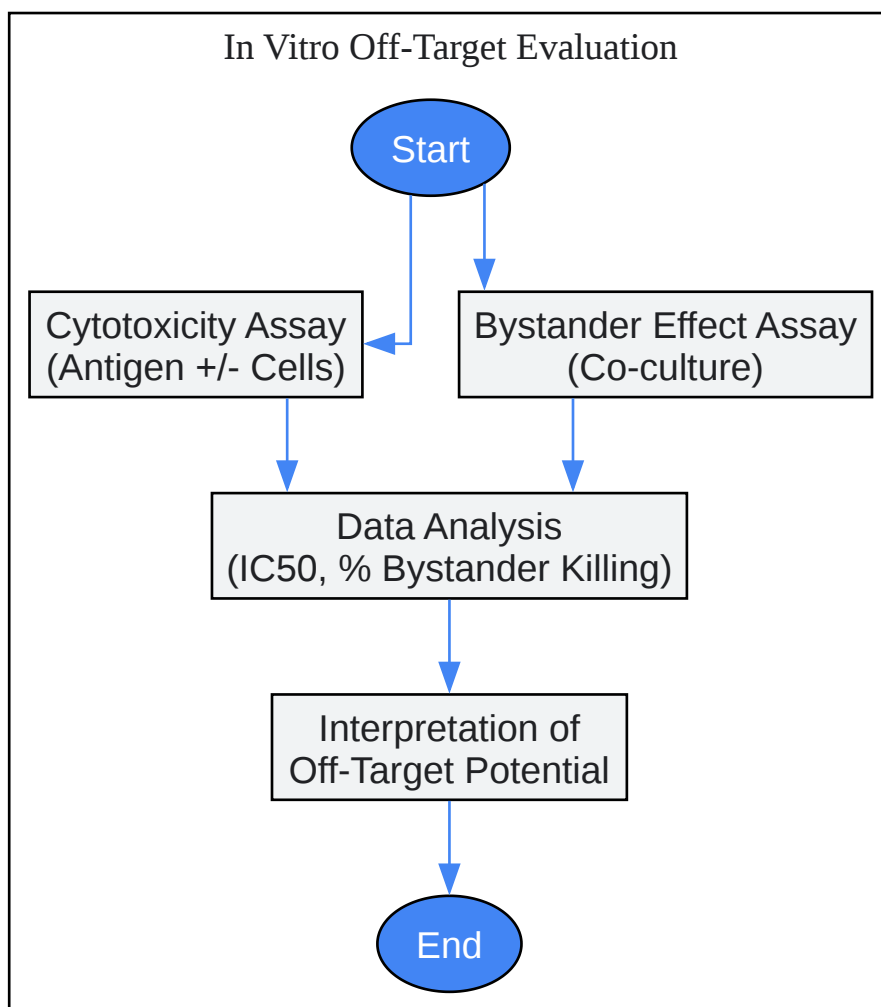 In Vitro Off-Target Evaluation
Start
Cytotoxicity Assay
(Antigen +/- Cells)
Bystander Effect Assay
(Co-culture)
Data Analysis
(IC50, % Bystander Killing)
Interpretation of
Off-Target Potential
End